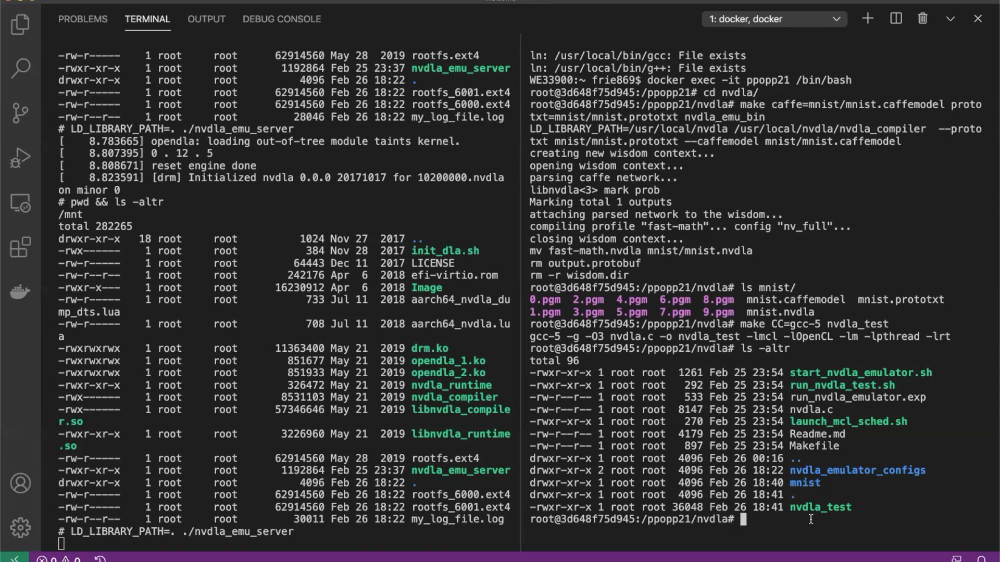 PROBLEMS TERMINAL OUTPUT DEBUG CONSOLE
1: docker, docker
-rw-r----- 1 root root 62914560 May 28 2019 rootfs.ext4
-rwxr-xr-x 1 root root 1192864 Feb 25 23:37 nvdla_emu_server
drwxr-xr-x 1 root root 4096 Feb 26 18:22 .
-rw-r----- 1 root root 62914560 Feb 26 18:22 rootfs_6001.ext4
-rw-r----- 1 root root 62914560 Feb 26 18:22 rootfs_6000.ext4
-rw-r--r-- 1 root root 28046 Feb 26 18:22 my_log_file.log
# LD_LIBRARY_PATH=. ./nvdla_emu_server
[ 8.783665] opendla: loading out-of-tree module taints kernel.
[ 8.807395] 0 . 12 . 5
[ 8.808671] reset engine done
[ 8.823591] [drm] Initialized nvdla 0.0.0 20171017 for 10200000.nvdla
on minor 0
# pwd && ls -altr
/mnt
total 282265
drwxr-xr-x 18 root root 1024 Nov 27 2017 ..
-rwx------ 1 root root 384 Nov 28 2017 init_dla.sh
-rw-r----- 1 root root 64443 Dec 11 2017 LICENSE
-rw-r--r-- 1 root root 242176 Apr 6 2018 efi-virtio.rom
-rwxr-x--- 1 root root 16230912 Apr 6 2018 Image
-rw-r----- 1 root root 733 Jul 11 2018 aarch64_nvdla_du
mp_dts.lua
-rw-r----- 1 root root 708 Jul 11 2018 aarch64_nvdla.lu
a
-rwxrwxrwx 1 root root 11363400 May 21 2019 drm.ko
-rwxrwxrwx 1 root root 851677 May 21 2019 opendla_1.ko
-rwxrwxrwx 1 root root 851933 May 21 2019 opendla_2.ko
-rwxr-xr-x 1 root root 326472 May 21 2019 nvdla_runtime
-rwx------ 1 root root 8531103 May 21 2019 nvdla_compiler
-rwx------ 1 root root 57346646 May 21 2019 libnvdla_compile
r.so
-rwxr-xr-x 1 root root 3226960 May 21 2019 libnvdla_runtime
.so
-rw-r----- 1 root root 62914560 May 28 2019 rootfs.ext4
-rwxr-xr-x 1 root root 1192864 Feb 25 23:37 nvdla_emu_server
drwxr-xr-x 1 root root 4096 Feb 26 18:22 .
-rw-r----- 1 root root 62914560 Feb 26 18:22 rootfs_6000.ext4
-rw-r----- 1 root root 62914560 Feb 26 18:22 rootfs_6001.ext4
-rw-r--r-- 1 root root 30011 Feb 26 18:22 my_log_file.log
# LD_LIBRARY_PATH=. ./nvdla_emu_server
ln: /usr/local/bin/gcc: File exists
ln: /usr/local/bin/g++: File exists
WE33900:~ frie869$ docker exec -it ppopp21 /bin/bash
root@3d648f75d945:/ppopp21# cd nvdla/
root@3d648f75d945:/ppopp21/nvdla# make caffe=mnist/mnist.caffemodel proto
txt=mnist/mnist.prototxt nvdla_emu_bin
LD_LIBRARY_PATH=/usr/local/nvdla /usr/local/nvdla/nvdla_compiler --proto
txt mnist/mnist.prototxt --caffemodel mnist/mnist.caffemodel
creating new wisdom context...
opening wisdom context...
parsing caffe network...
libnvdla<3> mark prob
Marking total 1 outputs
attaching parsed network to the wisdom...
compiling profile "fast-math"... config "nv_full"...
closing wisdom context...
mv fast-math.nvdla mnist/mnist.nvdla
rm output.protobuf
rm -r wisdom.dir
root@3d648f75d945:/ppopp21/nvdla# ls mnist/
0.pgm 2.pgm 4.pgm 6.pgm 8.pgm mnist.caffemodel mnist.prototxt
1.pgm 3.pgm 5.pgm 7.pgm 9.pgm mnist.nvdla
root@3d648f75d945:/ppopp21/nvdla# make CC=gcc-5 nvdla_test
gcc-5 -g -O3 nvdla.c -o nvdla_test -lmcl -lOpenCL -lm -lpthread -lrt
root@3d648f75d945:/ppopp21/nvdla# ls -altr
total 96
-rwxr-xr-x 1 root root 1261 Feb 25 23:54 start_nvdla_emulator.sh
-rwxr-xr-x 1 root root 292 Feb 25 23:54 run_nvdla_test.sh
-rw-r--r-- 1 root root 533 Feb 25 23:54 run_nvdla_emulator.exp
-rw-r--r-- 1 root root 8147 Feb 25 23:54 nvdla.c
-rwxr-xr-x 1 root root 270 Feb 25 23:54 launch_mcl_sched.sh
-rw-r--r-- 1 root root 4179 Feb 25 23:54 Readme.md
-rw-r--r-- 1 root root 897 Feb 25 23:54 Makefile
drwxr-xr-x 1 root root 4096 Feb 26 00:16 ..
drwxr-xr-x 2 root root 4096 Feb 26 18:22 nvdla_emulator_configs
drwxr-xr-x 1 root root 4096 Feb 26 18:40 mnist
drwxr-xr-x 1 root root 4096 Feb 26 18:41 .
-rwxr-xr-x 1 root root 36048 Feb 26 18:41 nvdla_test
root@3d648f75d945:/ppopp21/nvdla#
0 0